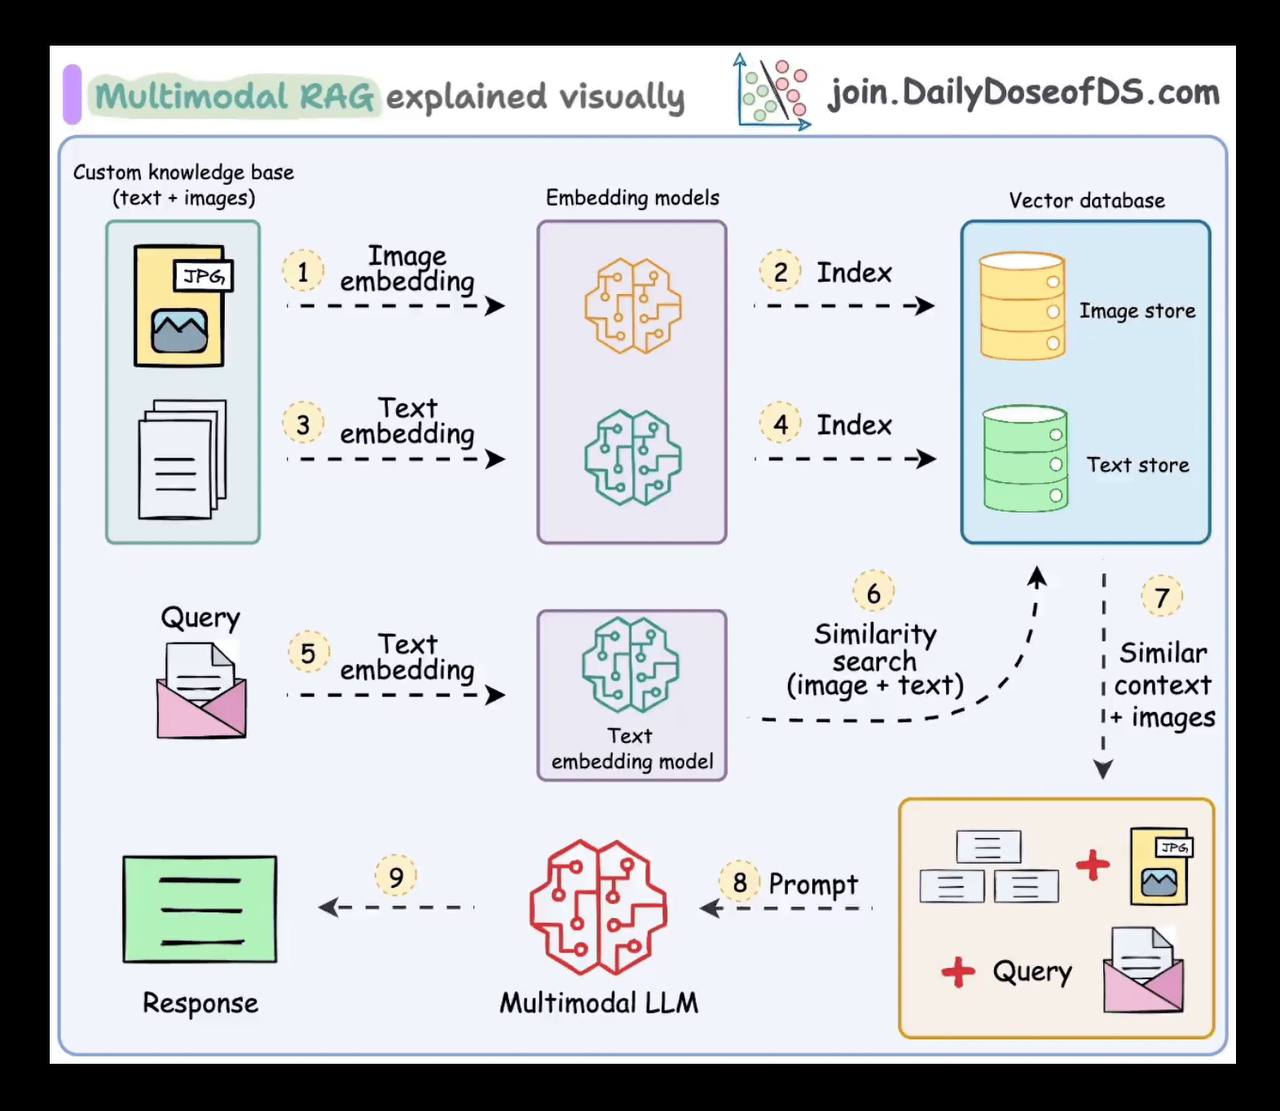 Multimodal RAG explained visually
join.DailyDoseofDS.com
Custom knowledge base
(text + images)
Embedding models
Vector database
JPG
1
Image
embedding
2
Index
Image store
3
Text
embedding
4
Index
Text store
Query
5
Text
embedding
Text
embedding model
6
Similarity
search
(image + text)
7
Similar
context
+ images
JPG
+
+ Query
8
Prompt
Multimodal LLM
9
Response